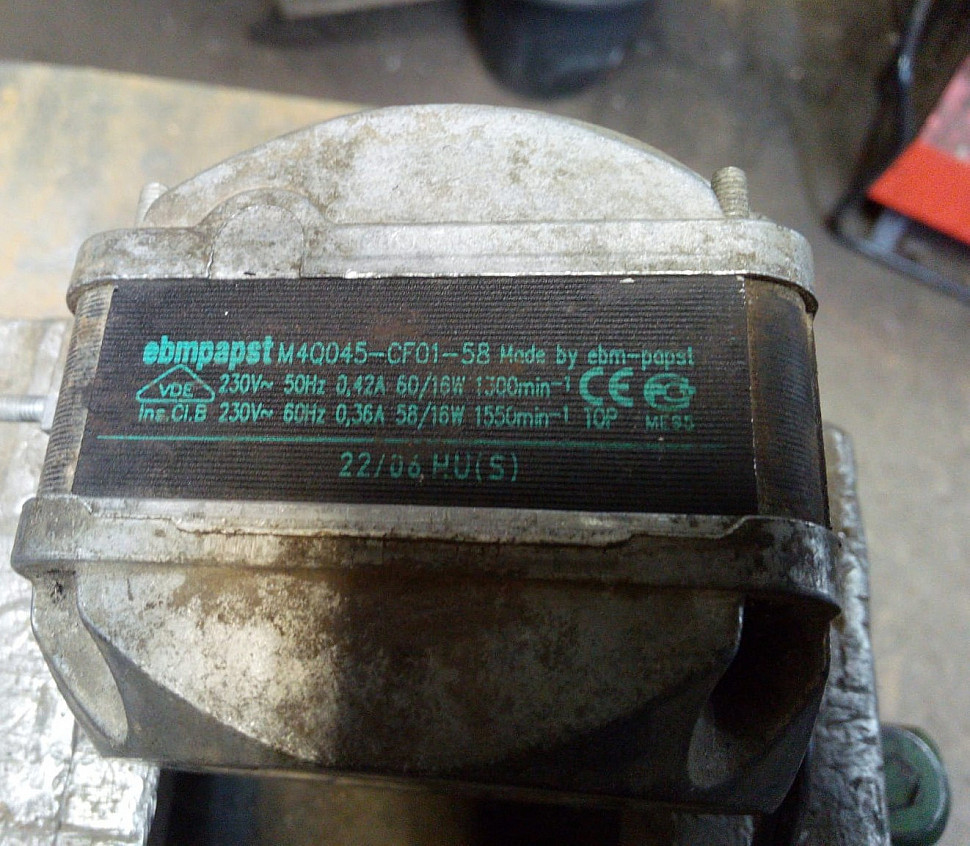 ebmpapst M4Q045-CF01-58 Made by ebm-papst
VDE 230V~ 50Hz 0,42A 60/16W 1300min-1 CE
Ins.Cl.B 230V~ 60Hz 0,36A 58/16W 1550min-1 TOP
22/06 HU(S)